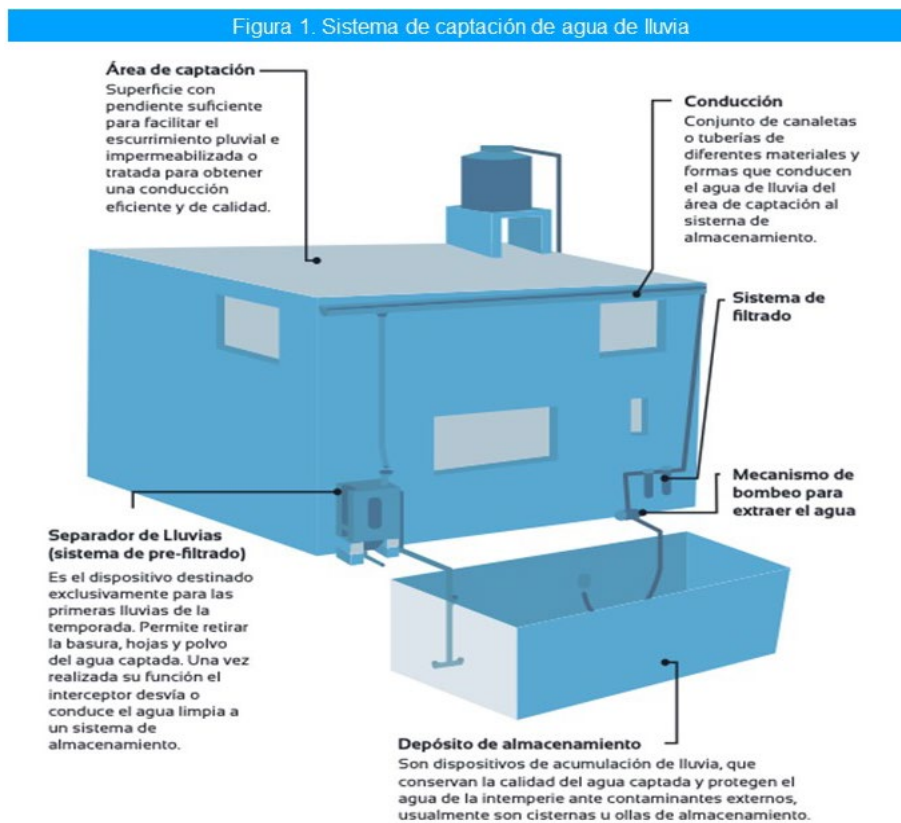 Figura 1. Sistema de captación de agua de lluvia
Área de captación
Superficie con
pendiente suficiente
para facilitar el
escurrimiento pluvial e
impermeabilizada o
tratada para obtener
una conducción
eficiente y de calidad.
Conducción
Conjunto de canaletas
o tuberías de
diferentes materiales y
formas que conducen
el agua de lluvia del
área de captación al
sistema de
almacenamiento.
Sistema de
filtrado
Mecanismo de
bombeo para
extraer el agua
Separador de Lluvias
(sistema de pre-filtrado)
Es el dispositivo destinado
exclusivamente para las
primeras lluvias de la
temporada. Permite retirar
la basura, hojas y polvo
del agua captada. Una vez
realizada su función el
interceptor desvía o
conduce el agua limpia a
un sistema de
almacenamiento.
Depósito de almacenamiento
Son dispositivos de acumulación de lluvia, que
conservan la calidad del agua captada y protegen el
agua de la intemperie ante contaminantes externos,
usualmente son cisternas u ollas de almacenamiento.